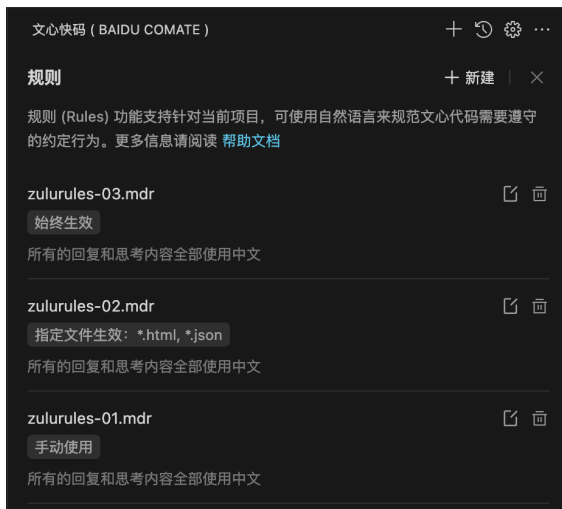 文心快码 ( BAIDU COMATE )
规则
新建
规则 (Rules) 功能支持针对当前项目，可使用自然语言来规范文心代码需要遵守
的约定行为。更多信息请阅读 帮助文档
zulurules-03.mdr
始终生效
所有的回复和思考内容全部使用中文
zulurules-02.mdr
指定文件生效：*.html, *.json
所有的回复和思考内容全部使用中文
zulurules-01.mdr
手动使用
所有的回复和思考内容全部使用中文